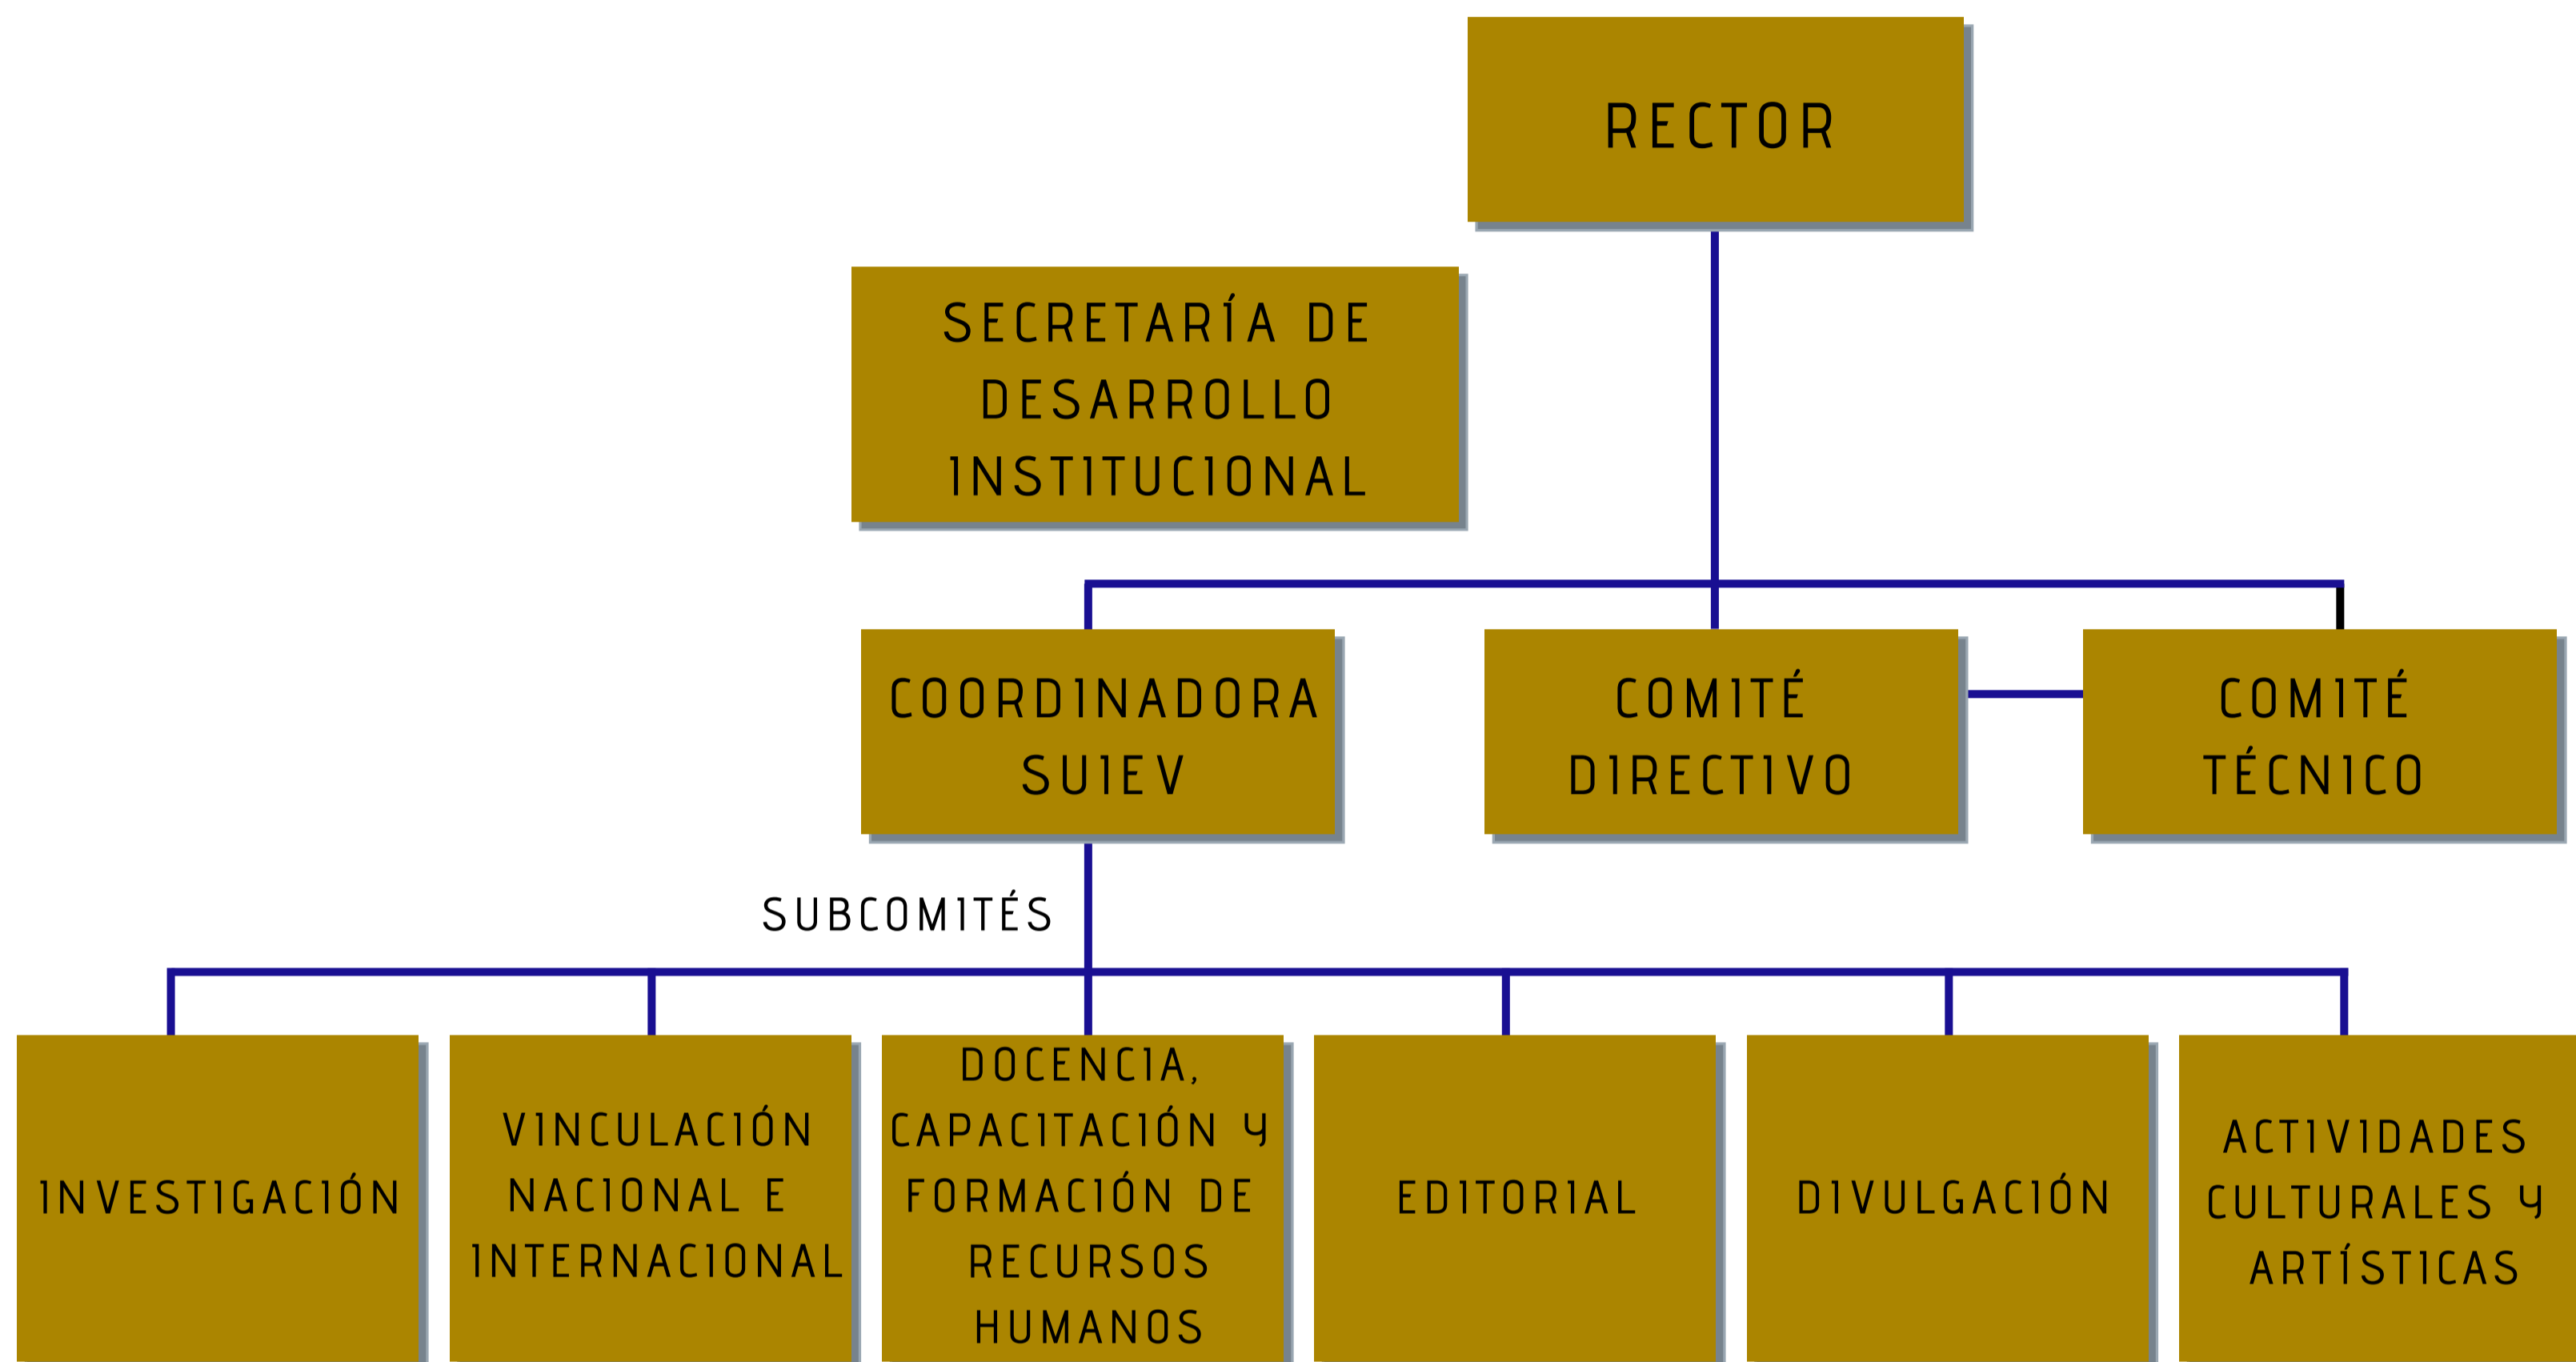 RECTOR
SECRETARÍA DE
DESARROLLO
INSTITUCIONAL
COORDINADORA
SUIEV
COMITÉ
DIRECTIVO
COMITÉ
TÉCNICO
SUBCOMITÉS
INVESTIGACIÓN
VINCULACIÓN
NACIONAL E
INTERNACIONAL
DOCENCIA,
CAPACITACIÓN Y
FORMACIÓN DE
RECURSOS
HUMANOS
EDITORIAL
DIVULGACIÓN
ACTIVIDADES
CULTURALES Y
ARTÍSTICAS